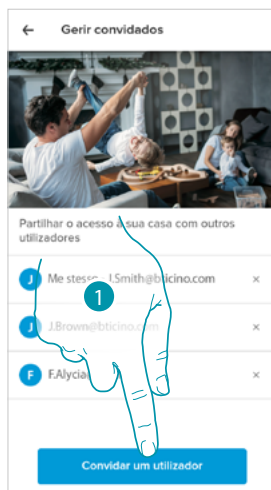 ← Gerir convidados
Partilhar o acesso à sua casa com outros
utilizadores
J Me stesso - J.Smith@bticino.com ×
1
J J.Brown@bticino.com ×
F F.Alycia ×
Convidar um utilizador